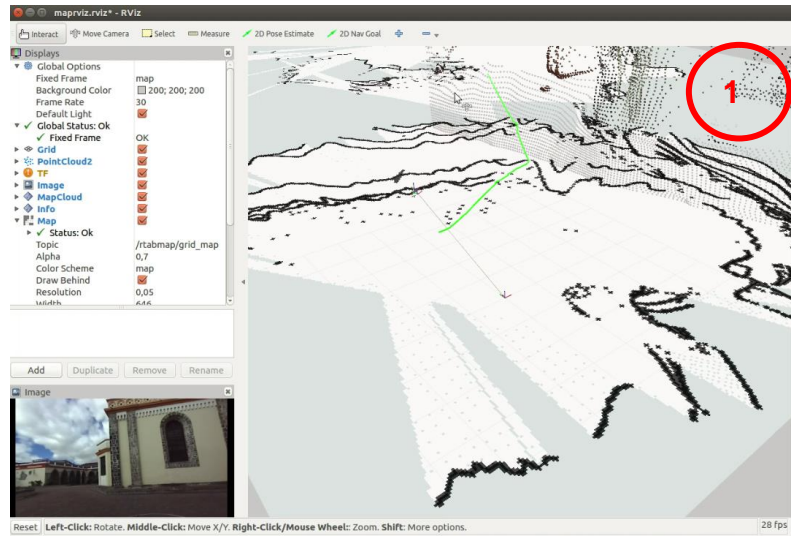 maprviz.rviz* - RViz
Interact Move Camera Select Measure 2D Pose Estimate 2D Nav Goal
Displays
Global Options
Fixed Frame map
Background Color 200; 200; 200
Frame Rate 30
Default Light
Global Status: Ok
Fixed Frame OK
Grid
PointCloud2
TF
Image
MapCloud
Info
Map
Status: Ok
Topic /rtabmap/grid_map
Alpha 0,7
Color Scheme map
Draw Behind
Resolution 0,05
Width 646
Add Duplicate Remove Rename
Image
1
Reset Left-Click: Rotate. Middle-Click: Move X/Y. Right-Click/Mouse Wheel:: Zoom. Shift: More options. 28 fps